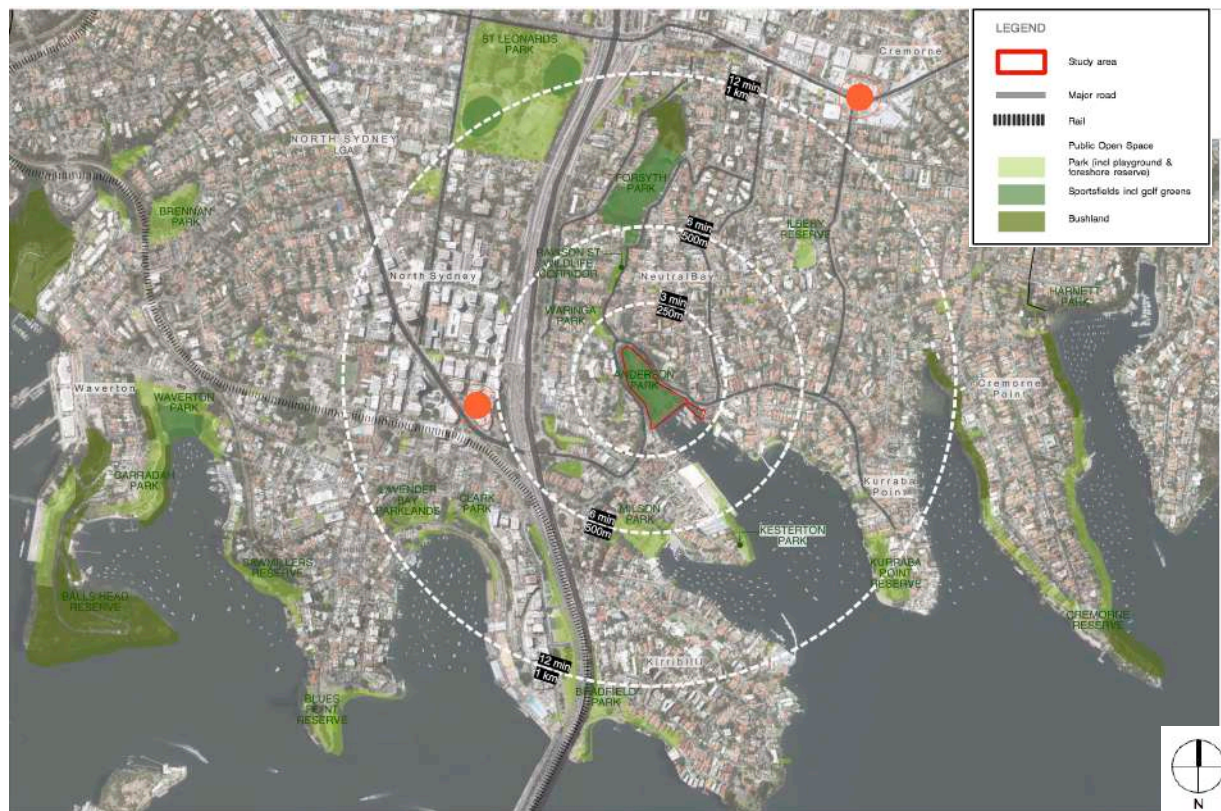 LEGEND
Study area
Major road
Rail
Public Open Space
Park (incl playground &
foreshore reserve)
Sportsfields incl golf greens
Bushland
ST LEONARDS
PARK
Cremorne
12 min
1 km
NORTH SYDNEY
LGA
FORSYTH
PARK
BRENNAN
PARK
ILBERY
RESERVE
6 min
500m
RAWSON ST
WILDLIFE
CORRIDOR
North Sydney
Neutral Bay
HARNETT
PARK
3 min
250m
WARINGA
PARK
ANDERSON
PARK
Waverton
WAVERTON
PARK
Cremorne
Point
CARRADAH
PARK
LAVENDER
BAY
PARKLANDS
CLARK
PARK
Kurraba
Point
6 min
500m
MILSON
PARK
KESTERTON
PARK
SAWMILLERS
RESERVE
KURRABA
POINT
RESERVE
BALLS HEAD
RESERVE
CREMORNE
RESERVE
12 min
1 km
Kirribilli
BRADFIELD
PARK
BLUES
POINT
RESERVE
N